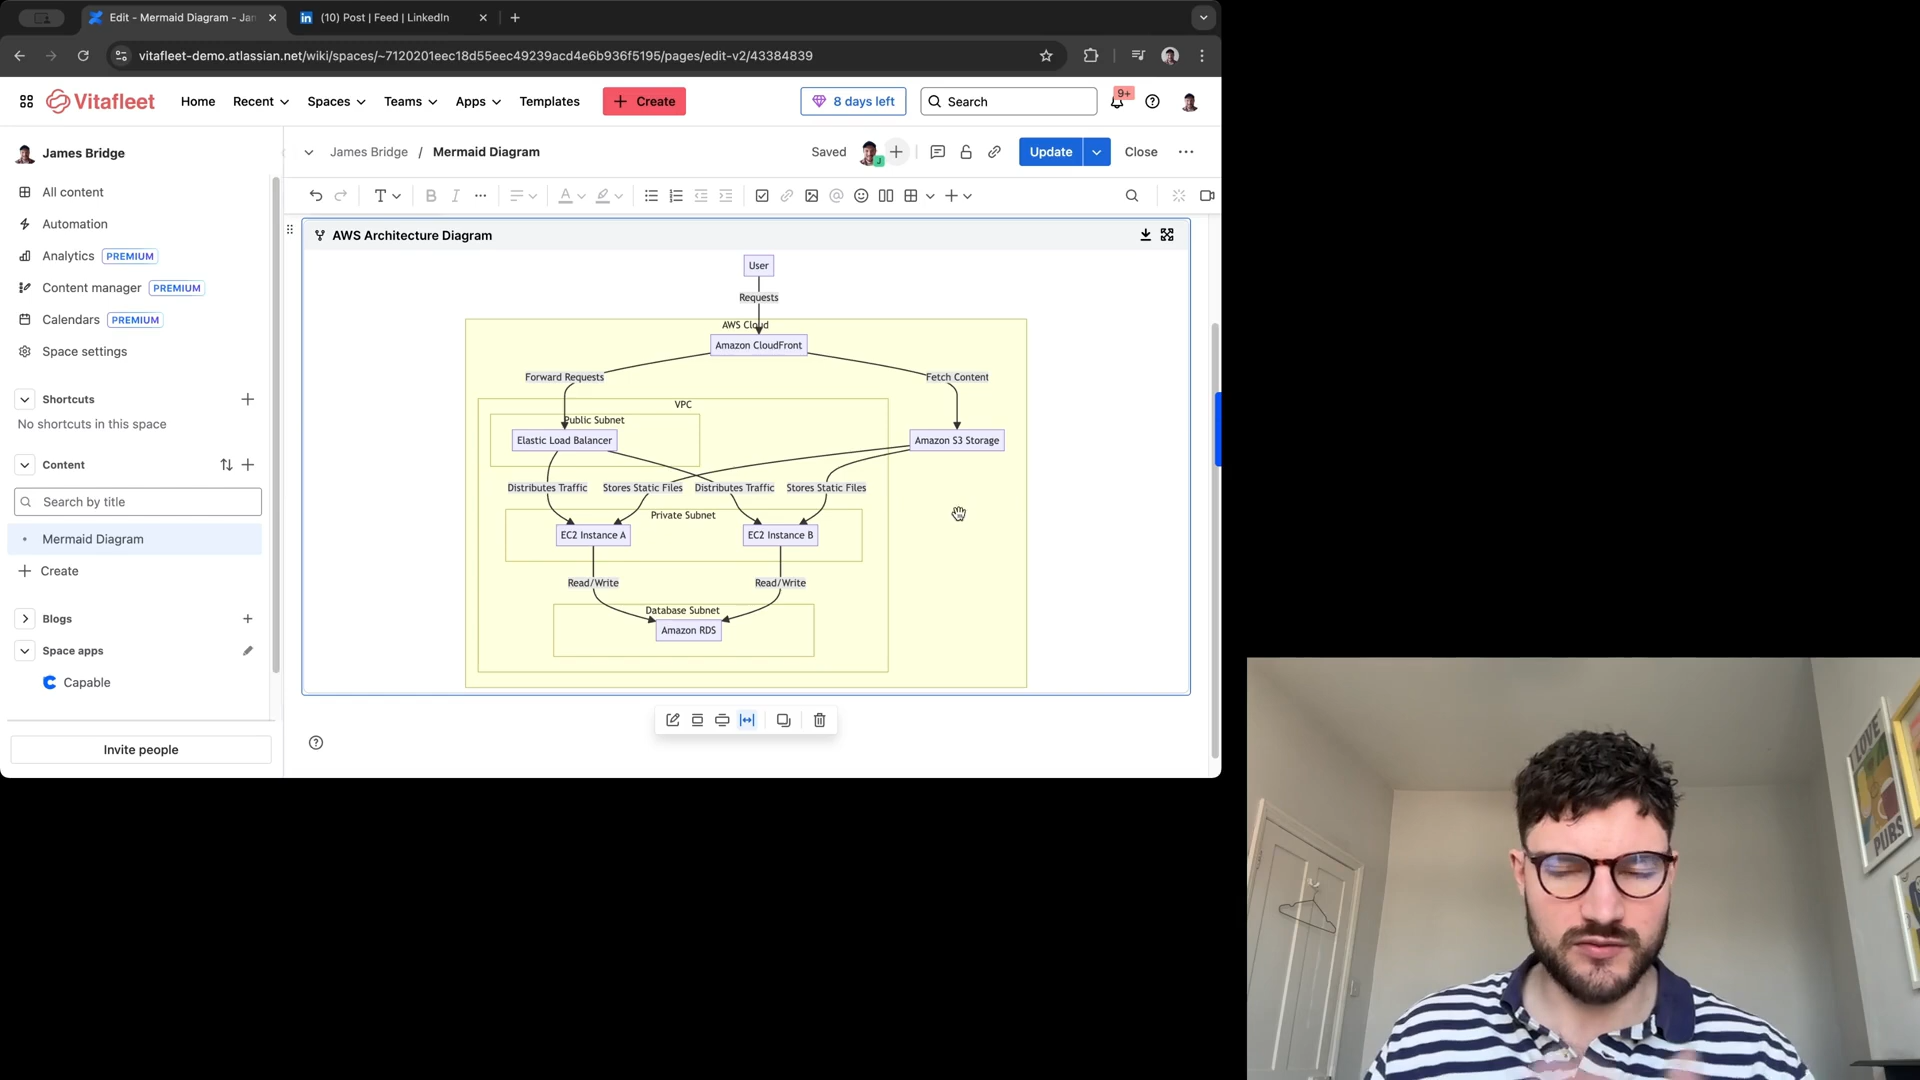 Edit - Mermaid Diagram - Jan
(10) Post | Feed | LinkedIn
vitafleet-demo.atlassian.net/wiki/spaces/~7120201eec18d55eec49239acd4e6b936f5195/pages/edit-v2/43384839
Vitafleet
Home
Recent
Spaces
Teams
Apps
Templates
Create
8 days left
Search
9+
James Bridge
James Bridge / Mermaid Diagram
Saved
J
Update
Close
All content
Automation
Analytics PREMIUM
Content manager PREMIUM
Calendars PREMIUM
Space settings
Shortcuts
No shortcuts in this space
Content
Search by title
Mermaid Diagram
Create
Blogs
Space apps
Capable
Invite people
AWS Architecture Diagram
User
Requests
AWS Cloud
Amazon CloudFront
Forward Requests
Fetch Content
VPC
Public Subnet
Elastic Load Balancer
Amazon S3 Storage
Distributes Traffic
Stores Static Files
Distributes Traffic
Stores Static Files
Private Subnet
EC2 Instance A
EC2 Instance B
Read/Write
Read/Write
Database Subnet
Amazon RDS
I LOVE
PUBS